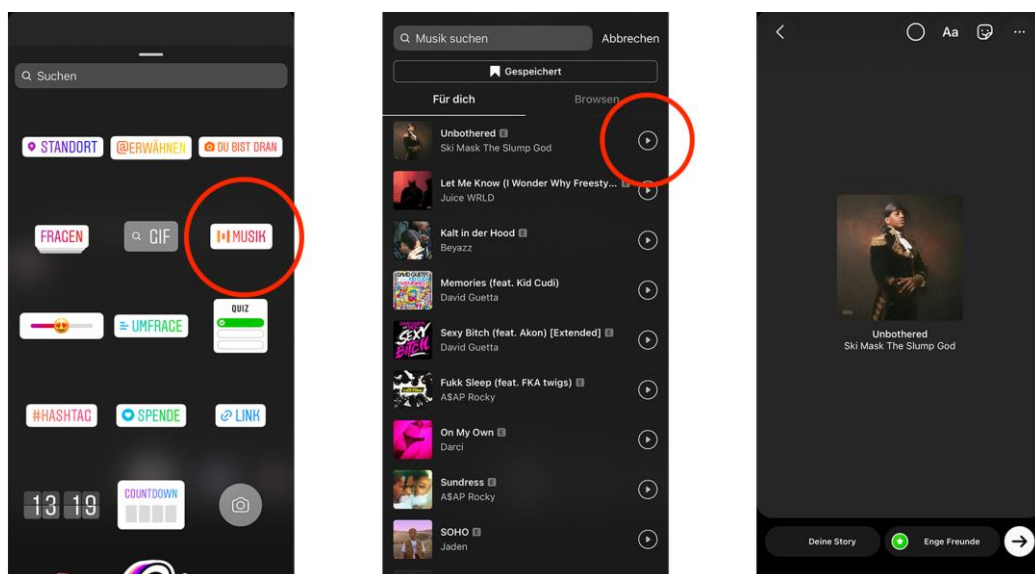 Suchen
STANDORT
@ERWÄHNEN
DU BIST DRAN
FRAGEN
GIF
MUSIK
UMFRAGE
QUIZ
#HASHTAG
SPENDE
LINK
13 19
COUNTDOWN
Musik suchen
Abbrechen
Gespeichert
Für dich
Browsen
Unbothered E
Ski Mask The Slump God
Let Me Know (I Wonder Why Freesty... E
Juice WRLD
Kalt in der Hood E
Beyazz
Memories (feat. Kid Cudi)
David Guetta
Sexy Bitch (feat. Akon) [Extended] E
David Guetta
Fukk Sleep (feat. FKA twigs) E
A$AP Rocky
On My Own E
Darci
Sundress E
A$AP Rocky
SOHO E
Jaden
SEXY
BITCH
Aa
Unbothered
Ski Mask The Slump God
Deine Story
Enge Freunde